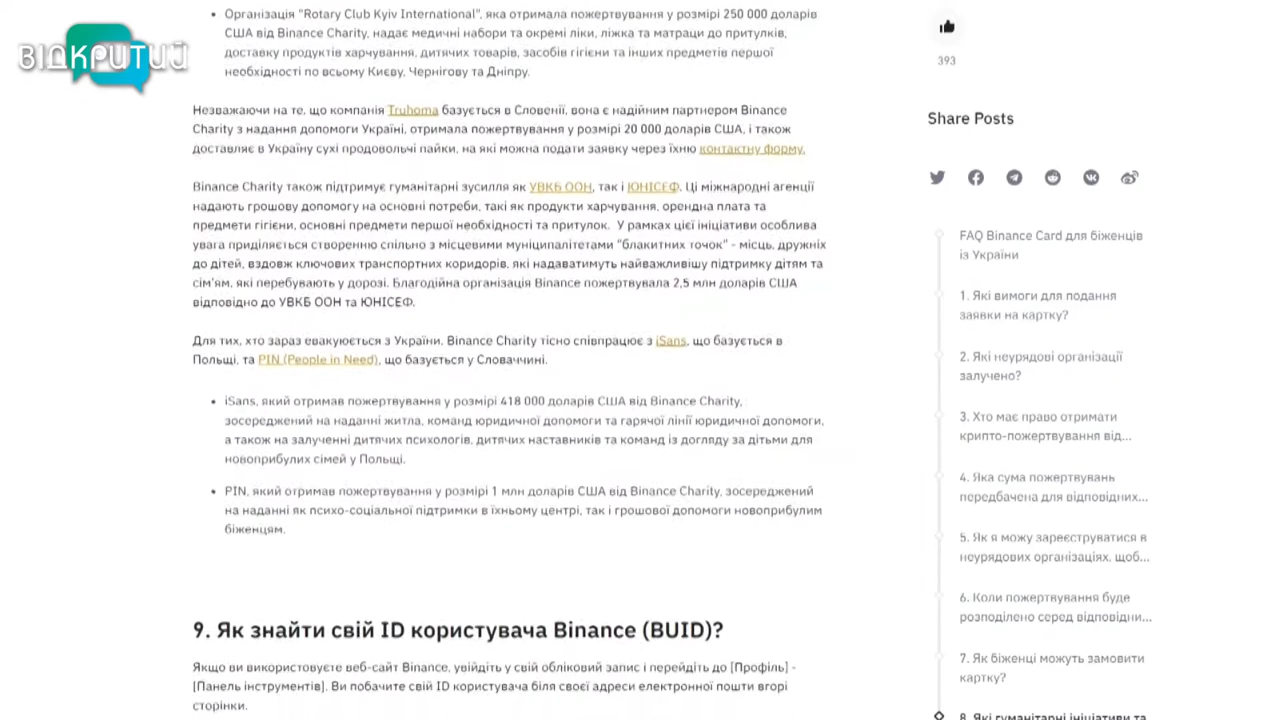 ВІДКРИТИЙ
Організація "Rotary Club Kyiv International", яка отримала пожертвування у розмірі 250 000 доларів
США від Binance Charity, надає медичні набори та окремі ліки, ліжка та матраци до притулків,
доставку продуктів харчування, дитячих товарів, засобів гігієни та інших предметів першої
необхідності по всьому Києву, Чернігову та Дніпру.
Незважаючи на те, що компанія Truhoma базується в Словенії, вона є надійним партнером Binance
Charity з надання допомоги Україні, отримала пожертвування у розмірі 20 000 доларів США, і також
доставляє в Україну сухі продовольчі пайки, на які можна подати заявку через їхню контактну форму.
Binance Charity також підтримує гуманітарні зусилля як УВКБ ООН, так і ЮНІСЕФ. Ці міжнародні агенції
надають грошову допомогу на основні потреби, такі як продукти харчування, орендна плата та
предмети гігієни, основні предмети першої необхідності та притулок. У рамках цієї ініціативи особлива
увага приділяється створенню спільно з місцевими муніципалітетами "блакитних точок" - місць, дружніх
до дітей, вздовж ключових транспортних коридорів, які надаватимуть найважливішу підтримку дітям та
сім'ям, які перебувають у дорозі. Благодійна організація Binance пожертвувала 2,5 млн доларів США
відповідно до УВКБ ООН та ЮНІСЕФ.
Для тих, хто зараз евакуюється з України, Binance Charity тісно співпрацює з iSans, що базується в
Польщі, та PIN (People in Need), що базується у Словаччині.
iSans, який отримав пожертвування у розмірі 418 000 доларів США від Binance Charity,
зосереджений на наданні житла, команд юридичної допомоги та гарячої лінії юридичної допомоги,
а також на залученні дитячих психологів, дитячих наставників та команд із догляду за дітьми для
новоприбулих сімей у Польщі.
PIN, який отримав пожертвування у розмірі 1 млн доларів США від Binance Charity, зосереджений
на наданні як психо-соціальної підтримки в їхньому центрі, так і грошової допомоги новоприбулим
біженцям.
9. Як знайти свій ID користувача Binance (BUID)?
Якщо ви використовуєте веб-сайт Binance, увійдіть у свій обліковий запис і перейдіть до [Профіль] -
[Панель інструментів]. Ви побачите свій ID користувача біля своєї адреси електронної пошти вгорі
сторінки.
393
Share Posts
FAQ Binance Card для біженців
із України
1. Які вимоги для подання
заявки на картку?
2. Які неурядові організації
залучено?
3. Хто має право отримати
крипто-пожертвування від...
4. Яка сума пожертвувань
передбачена для відповідних...
5. Як я можу зареєструватися в
неурядових організаціях, щоб...
6. Коли пожертвування буде
розподілено серед відповідни...
7. Як біженці можуть замовити
картку?
8. Які гуманітарні ініціативи та